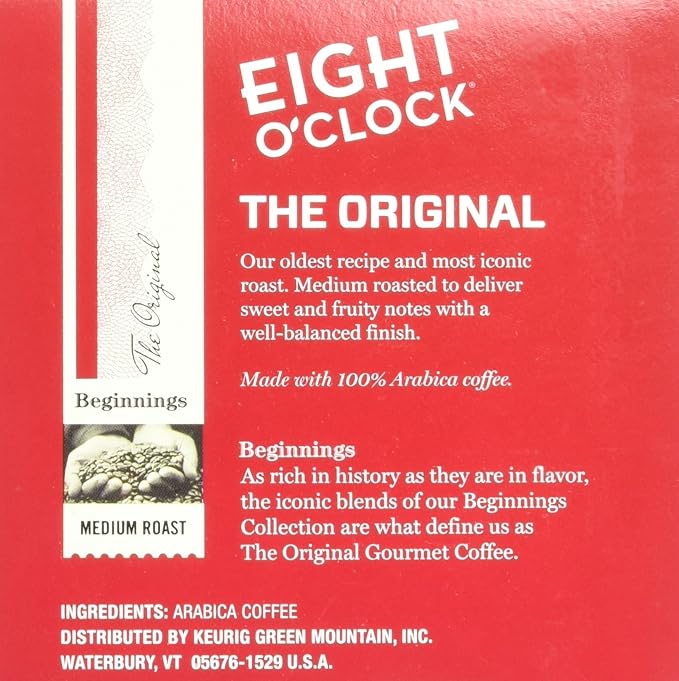 EIGHT
O'CLOCK®
THE ORIGINAL
Our oldest recipe and most iconic
roast. Medium roasted to deliver
sweet and fruity notes with a
well-balanced finish.
Made with 100% Arabica coffee.
The Original
Beginnings
MEDIUM ROAST
Beginnings
As rich in history as they are in flavor,
the iconic blends of our Beginnings
Collection are what define us as
The Original Gourmet Coffee.
INGREDIENTS: ARABICA COFFEE
DISTRIBUTED BY KEURIG GREEN MOUNTAIN, INC.
WATERBURY, VT 05676-1529 U.S.A.